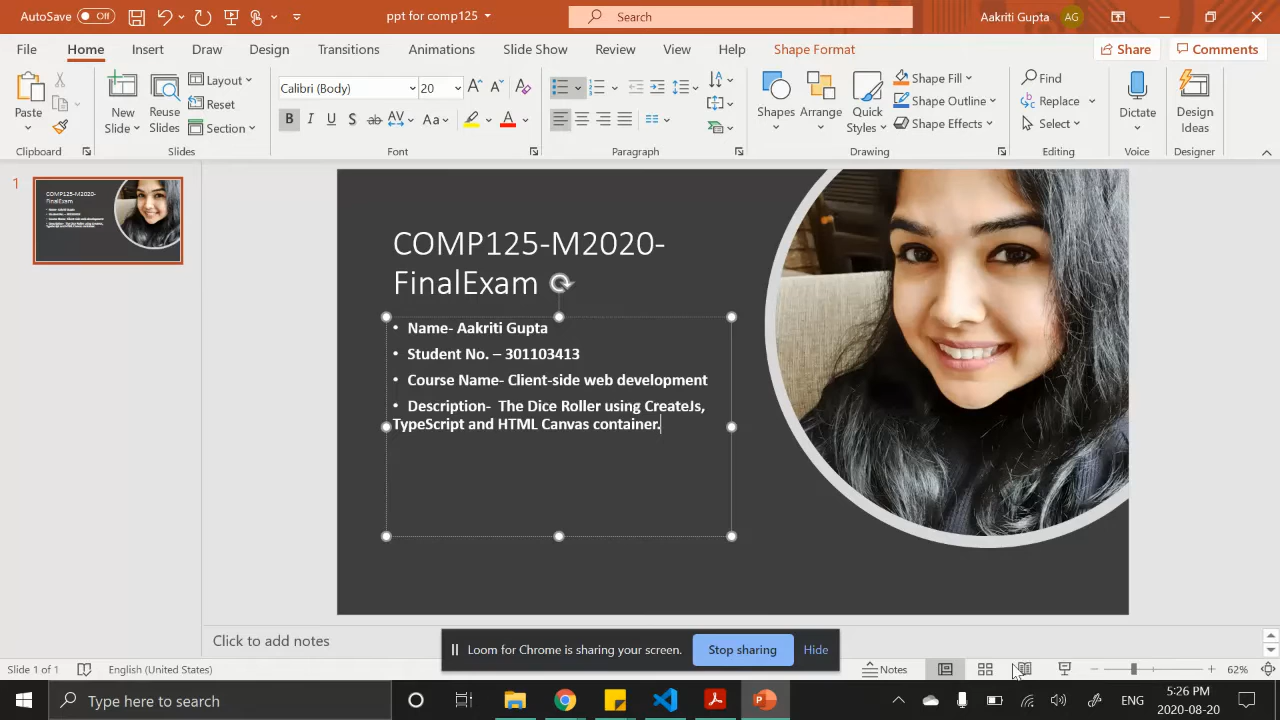 AutoSave Off
ppt for comp125
Search
Aakriti Gupta AG
File Home Insert Draw Design Transitions Animations Slide Show Review View Help Shape Format
Share Comments
Paste
New Slide
Reuse Slides
Layout
Reset
Section
Calibri (Body) 20
B I U S ab AV Aa A
Shapes Arrange Quick Styles
Shape Fill
Shape Outline
Shape Effects
Find
Replace
Select
Dictate
Design Ideas
Clipboard Slides Font Paragraph Drawing Editing Voice Designer
1
COMP125-M2020-
FinalExam
• Name- Aakriti Gupta
• Student No. – 301103413
• Course Name- Client-side web development
• Description-  The Dice Roller using CreateJs,
TypeScript and HTML Canvas container.
Click to add notes
Loom for Chrome is sharing your screen. Stop sharing Hide
Slide 1 of 1 English (United States) Notes 62%
Type here to search
ENG
5:26 PM
2020-08-20